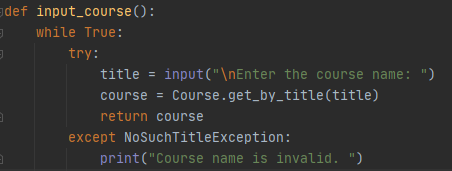 def input_course():
    while True:
        try:
            title = input("\nEnter the course name: ")
            course = Course.get_by_title(title)
            return course
        except NoSuchTitleException:
            print("Course name is invalid. ")